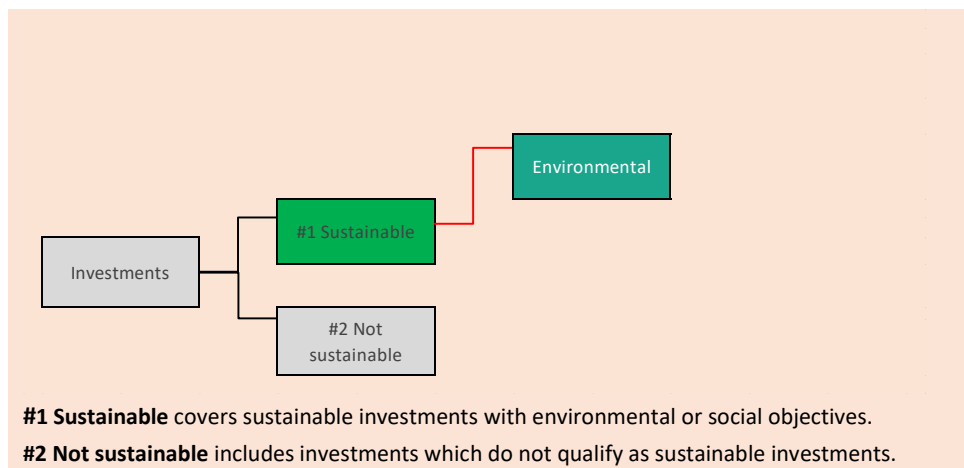 Environmental
#1 Sustainable
Investments
#2 Not
sustainable
#1 Sustainable covers sustainable investments with environmental or social objectives.
#2 Not sustainable includes investments which do not qualify as sustainable investments.